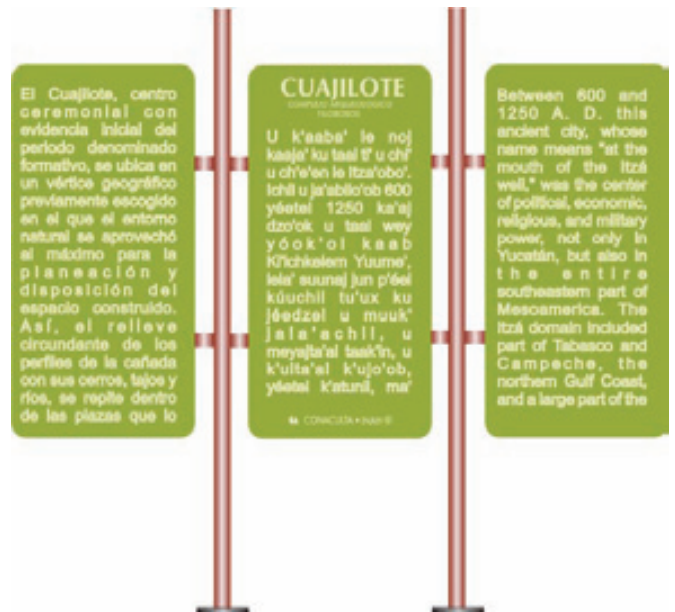 El Cuajilote, centro
ceremonial con
evidencia inicial del
periodo denominado
formativo, se ubica en
un vértice geográfico
previamente escogido
en el que el entorno
natural se aprovechó
al máximo para la
planeación y
disposición del
espacio construido.
Así, el relieve
circundante de los
perfiles de la cañada
con sus cerros, tajos y
ríos, se repite dentro
de las plazas que lo
CUAJILOTE
COMPLEJO ARQUEOLÓGICO
FILOBOBOS
U k'aaba' le noj
kaaja' ku taal ti' u chi'
u ch'e'en le Itza'obo'.
Ichil u ja'abilo'ob 600
yéetel 1250 ka'aj
dzo'ok u taal wey
yóok'ol kaab
Ki'ichkelem Yuume',
lela' suunaj jun p'éel
kúuchil tu'ux ku
jéedzel u muuk'
jala'achil, u
meyajta'al taak'in, u
k'ulta'al k'ujo'ob,
yéetel k'atunil, ma'
CONACULTA • INAH
Between 600 and
1250 A. D. this
ancient city, whose
name means "at the
mouth of the Itzá
well," was the center
of political, economic,
religious, and military
power, not only in
Yucatán, but also in
the entire
southeastern part of
Mesoamerica. The
Itzá domain included
part of Tabasco and
Campeche, the
northern Gulf Coast,
and a large part of the